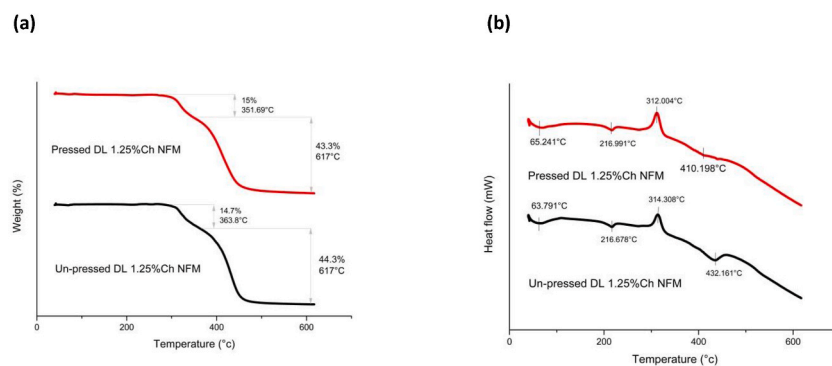 (a)
15%
351.69°C
43.3%
617°C
Pressed DL 1.25%Ch NFM
14.7%
363.8°C
44.3%
617°C
Un-pressed DL 1.25%Ch NFM
Weight (%)
0 200 400 600
Temperature (°c)
(b)
312.004°C
65.241°C
216.991°C
410.198°C
Pressed DL 1.25%Ch NFM
63.791°C
314.308°C
216.678°C
432.161°C
Un-pressed DL 1.25%Ch NFM
Heat flow (mW)
0 200 400 600
Temperature (°c)